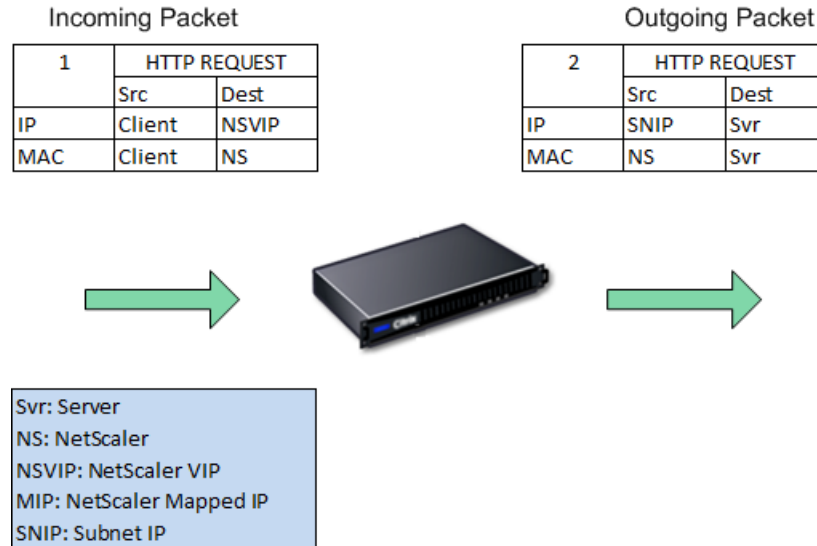 Incoming Packet
Outgoing Packet
1 HTTP REQUEST
Src Dest
IP Client NSVIP
MAC Client NS
2 HTTP REQUEST
Src Dest
IP SNIP Svr
MAC NS Svr
Citrix
Svr: Server
NS: NetScaler
NSVIP: NetScaler VIP
MIP: NetScaler Mapped IP
SNIP: Subnet IP